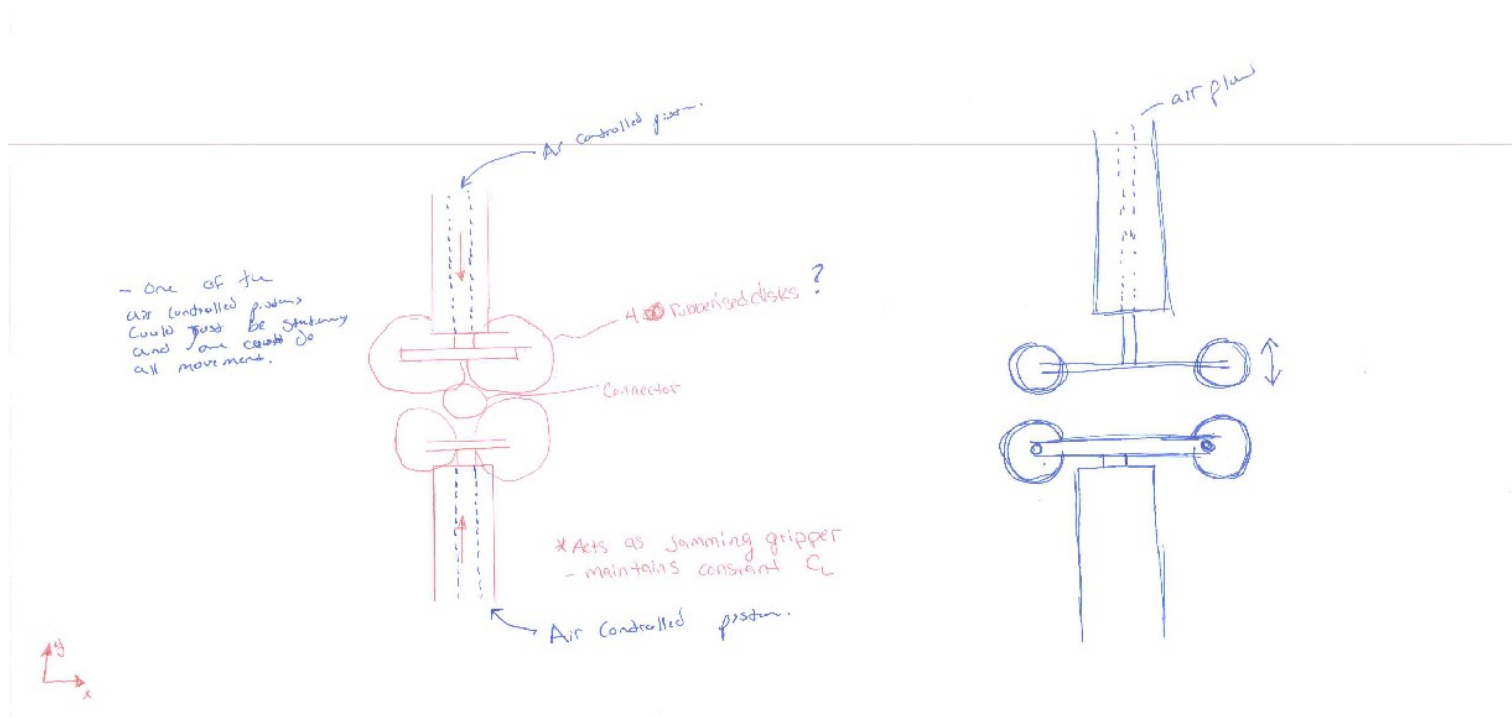 air flow
Air Controlled piston.
- One of the
air controlled pistons
Could just be stationary
and one could do
all movement.
4 rubberised disks ?
Connector
* Acts as Jamming gripper
- maintains constant CL
Air Controlled piston.
y
x